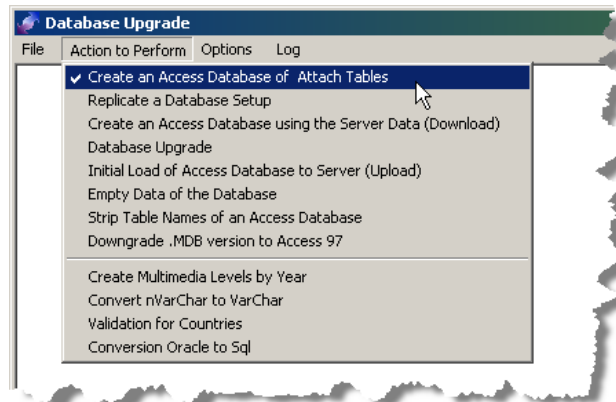 Database Upgrade
File Action to Perform Options Log
Create an Access Database of Attach Tables
Replicate a Database Setup
Create an Access Database using the Server Data (Download)
Database Upgrade
Initial Load of Access Database to Server (Upload)
Empty Data of the Database
Strip Table Names of an Access Database
Downgrade .MDB version to Access 97
Create Multimedia Levels by Year
Convert nVarChar to VarChar
Validation for Countries
Conversion Oracle to Sql